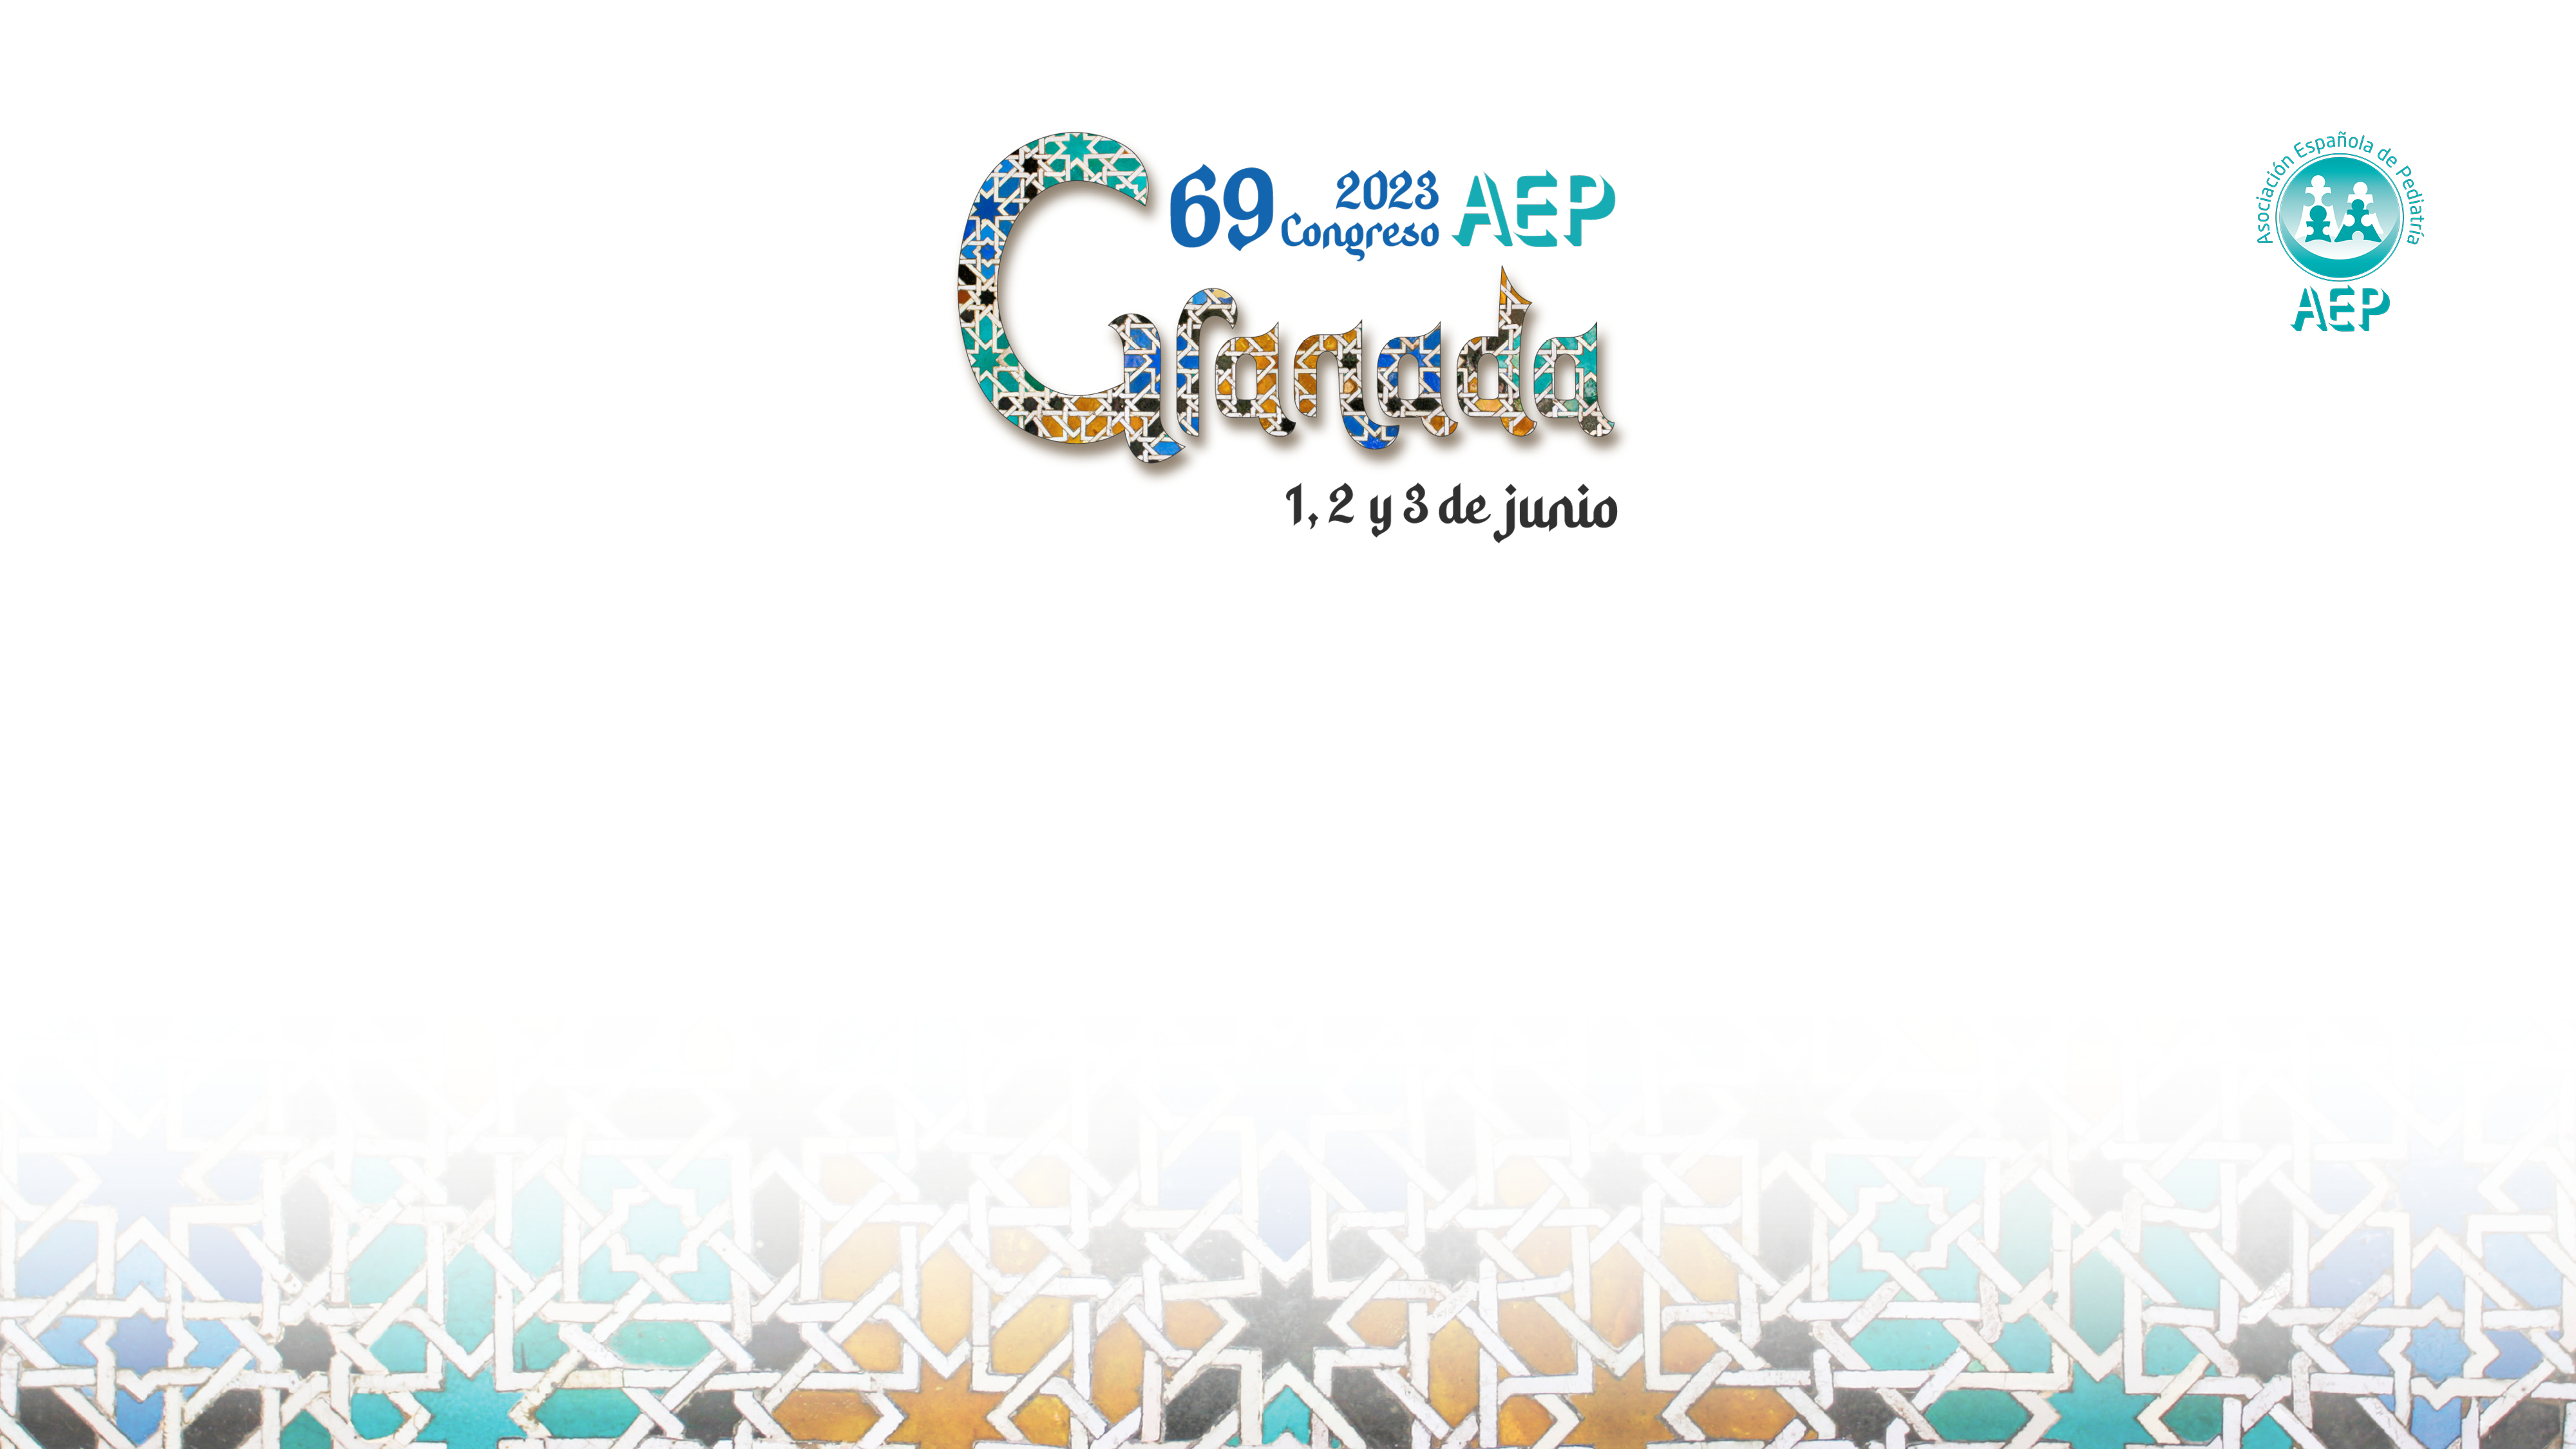 69 2023 AEP
Congreso
Granada
1, 2 y 3 de junio
Asociación Española de Pediatría
AEP